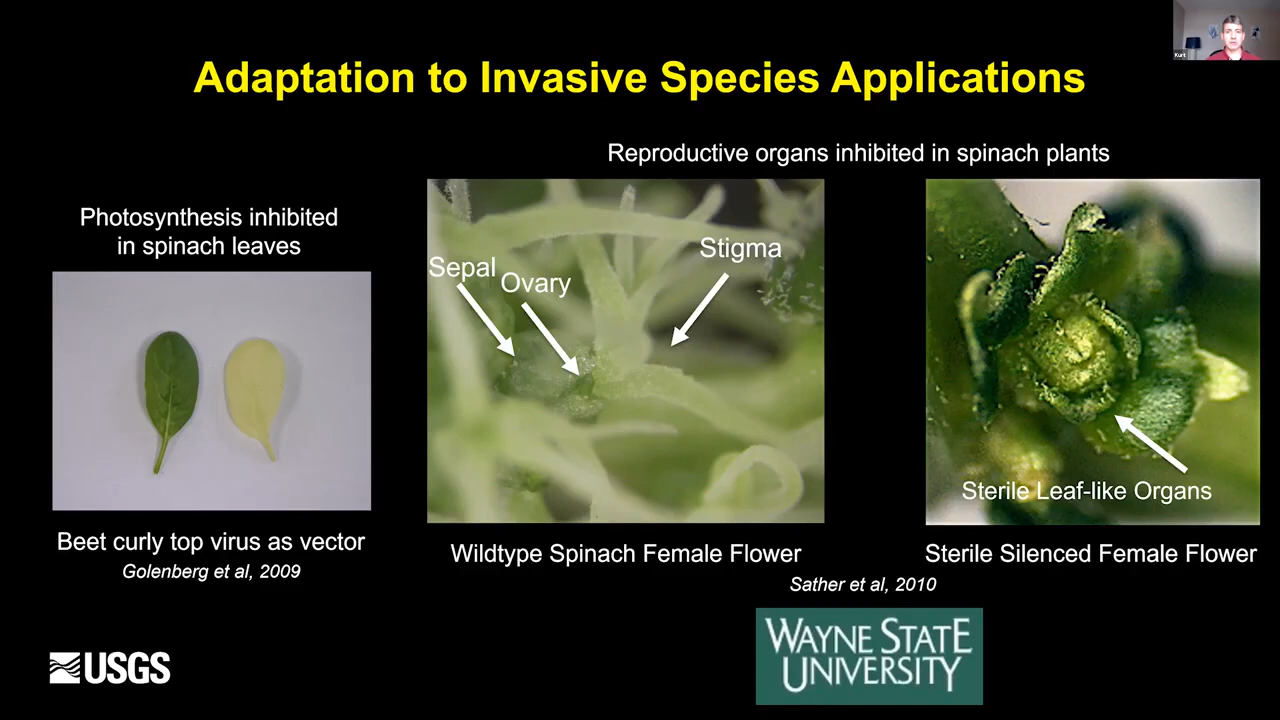 Kurt
Adaptation to Invasive Species Applications
Reproductive organs inhibited in spinach plants
Photosynthesis inhibited
in spinach leaves
Sepal
Ovary
Stigma
Sterile Leaf-like Organs
Beet curly top virus as vector
Golenberg et al, 2009
Wildtype Spinach Female Flower
Sterile Silenced Female Flower
Sather et al, 2010
USGS
WAYNE STATE
UNIVERSITY